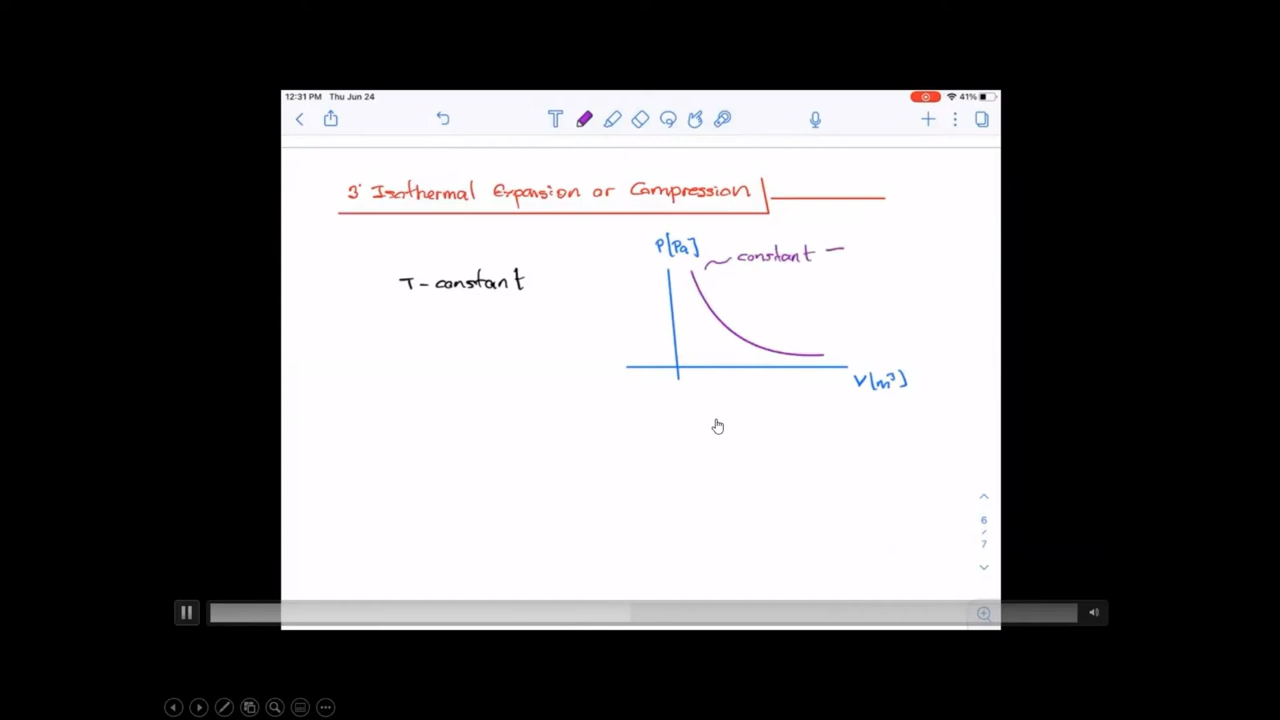 12:31 PM Thu Jun 24
41%
T
3. Isothermal Expansion or Compression
P[Pa]
constant -
T - constant
V[m³]
6
/
7